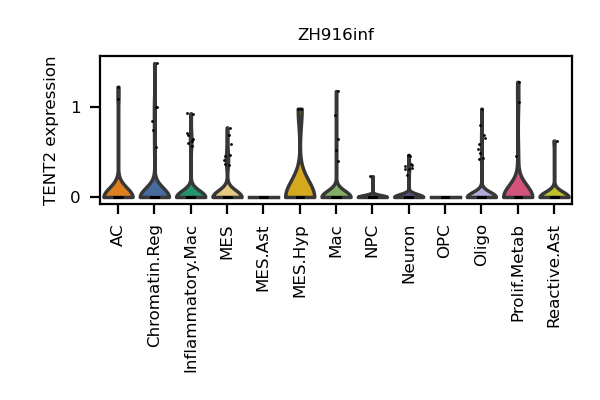 ZH916inf
TENT2 expression
1
0
AC
Chromatin.Reg
Inflammatory.Mac
MES
MES.Ast
MES.Hyp
Mac
NPC
Neuron
OPC
Oligo
Prolif.Metab
Reactive.Ast